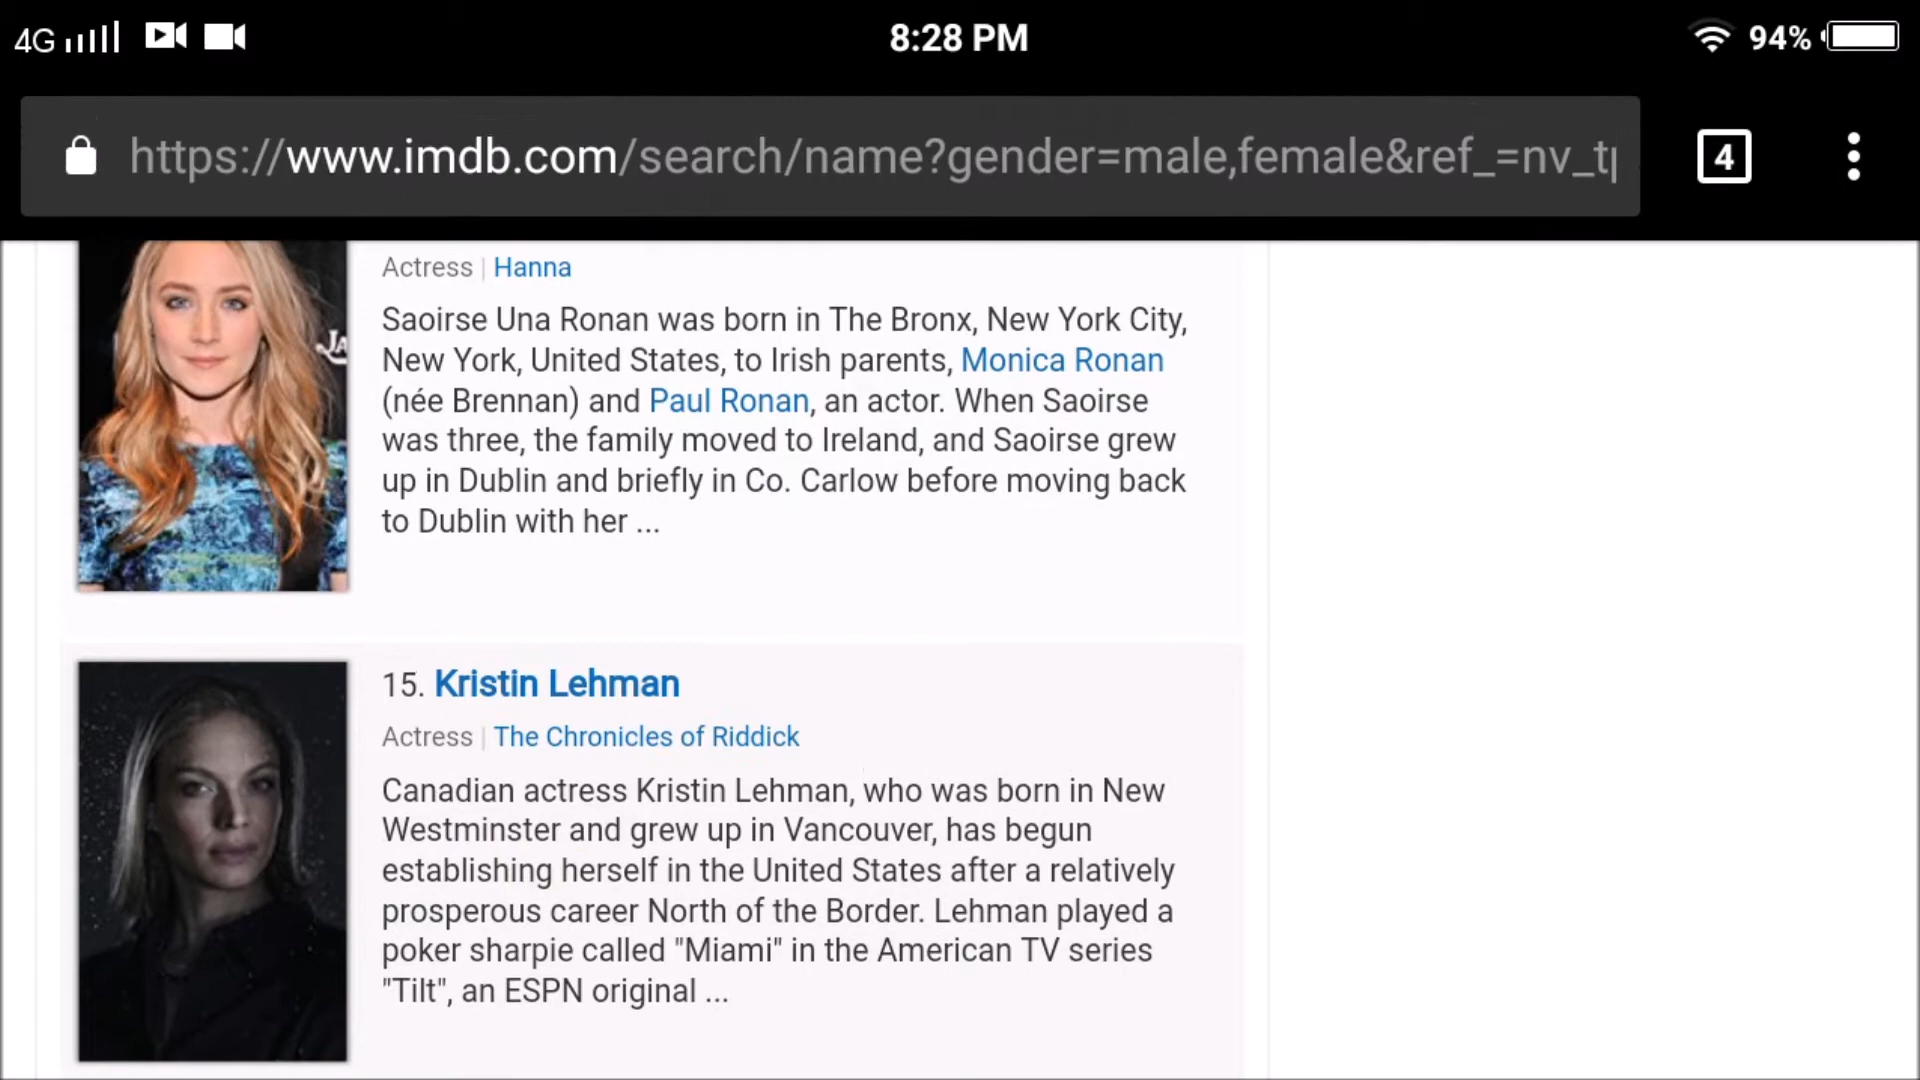 4G 8:28 PM 94%
https://www.imdb.com/search/name?gender=male,female&ref_=nv_tp
4
Actress | Hanna
Saoirse Una Ronan was born in The Bronx, New York City,
New York, United States, to Irish parents, Monica Ronan
(née Brennan) and Paul Ronan, an actor. When Saoirse
was three, the family moved to Ireland, and Saoirse grew
up in Dublin and briefly in Co. Carlow before moving back
to Dublin with her ...
15. Kristin Lehman
Actress | The Chronicles of Riddick
Canadian actress Kristin Lehman, who was born in New
Westminster and grew up in Vancouver, has begun
establishing herself in the United States after a relatively
prosperous career North of the Border. Lehman played a
poker sharpie called "Miami" in the American TV series
"Tilt", an ESPN original ...